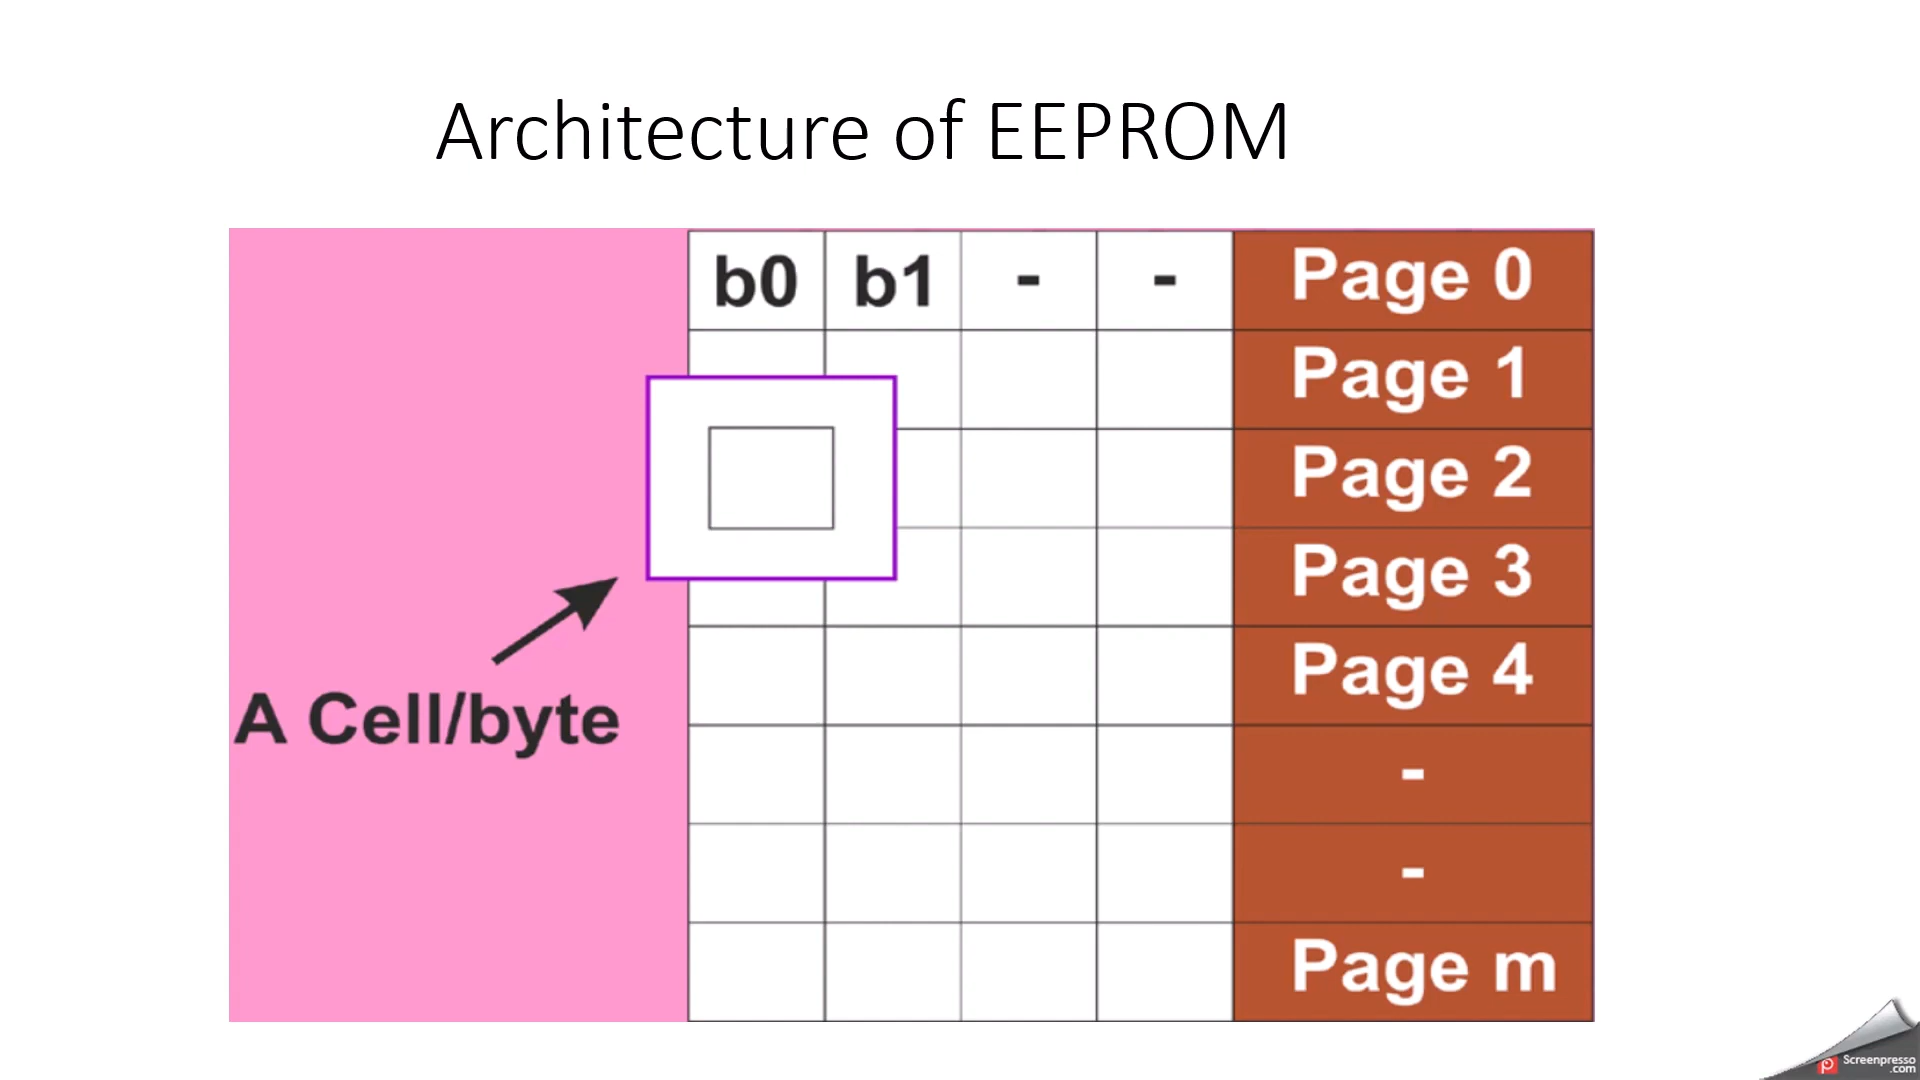 Architecture of EEPROM
b0 b1 - - Page 0
Page 1
Page 2
Page 3
Page 4
A Cell/byte
-
-
Page m
Screenpresso
.com